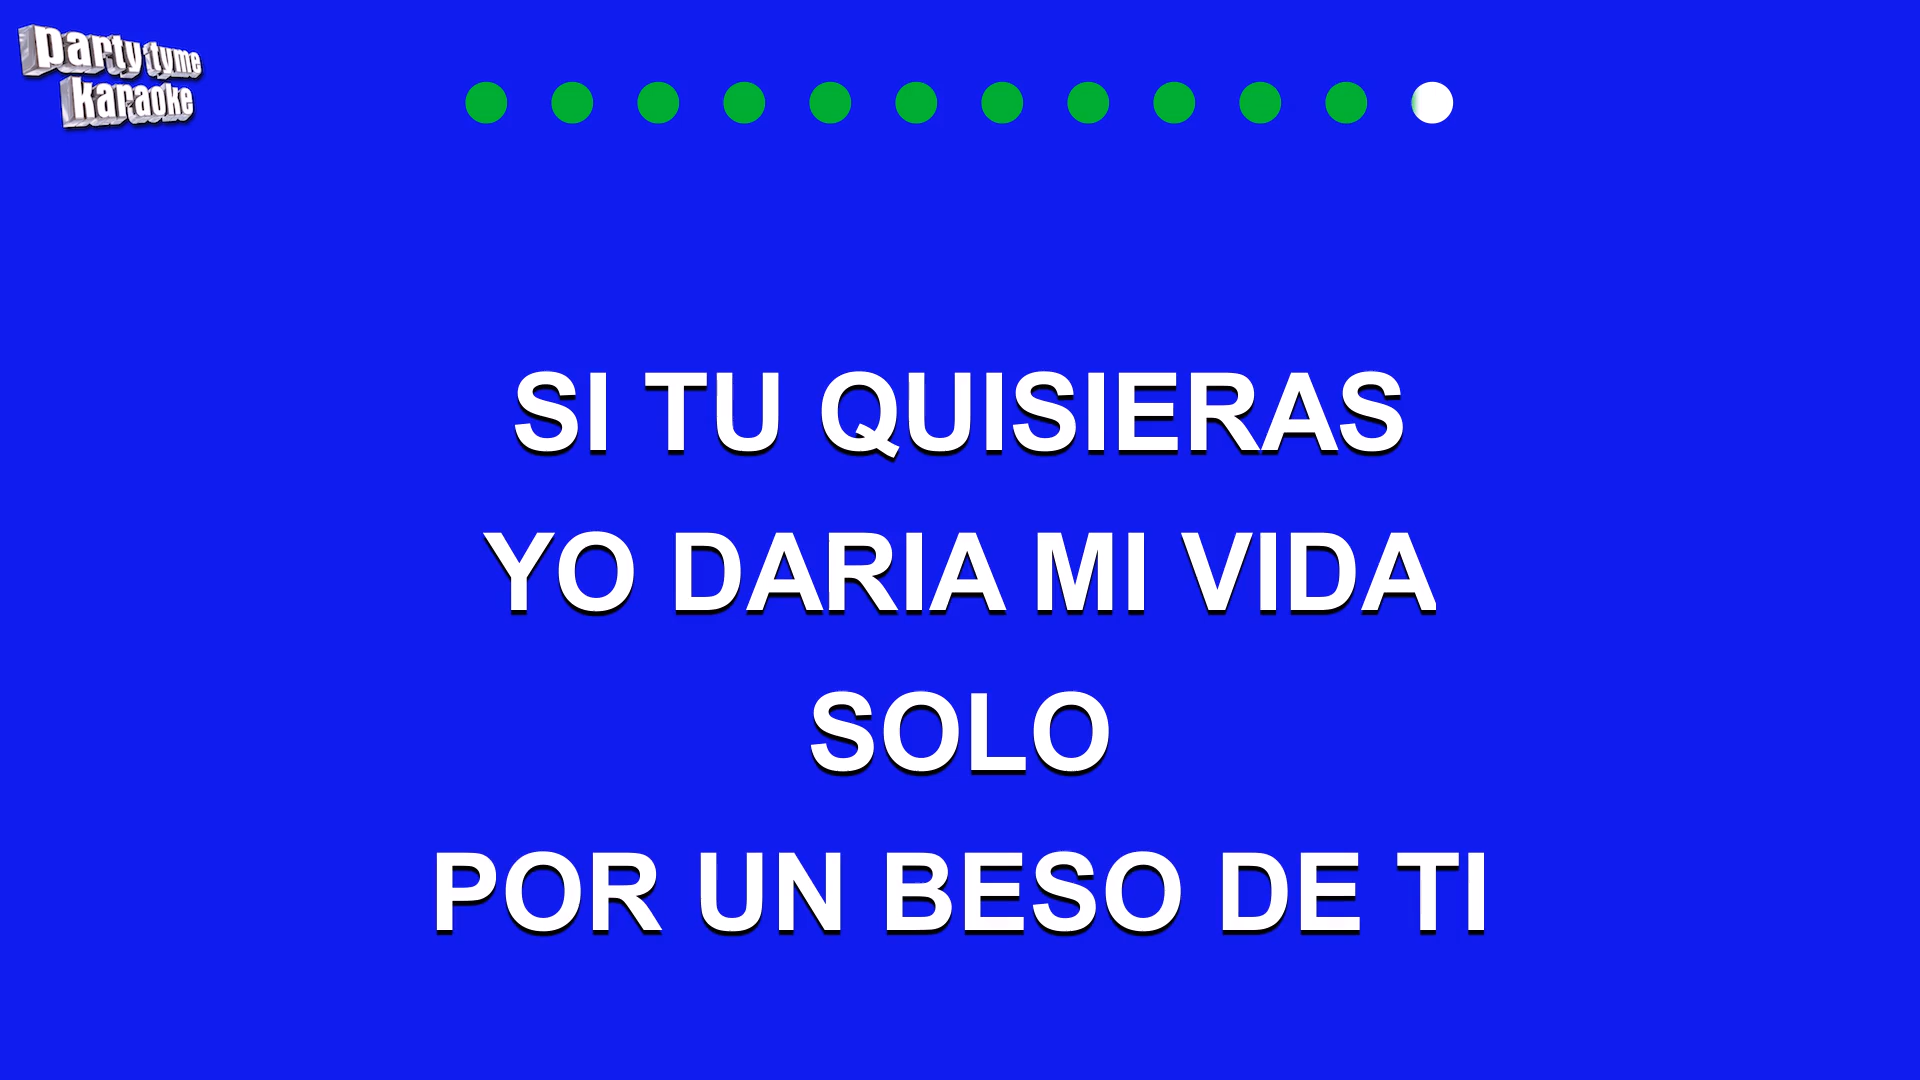 party tyme
karaoke
SI TU QUISIERAS
YO DARIA MI VIDA
SOLO
POR UN BESO DE TI